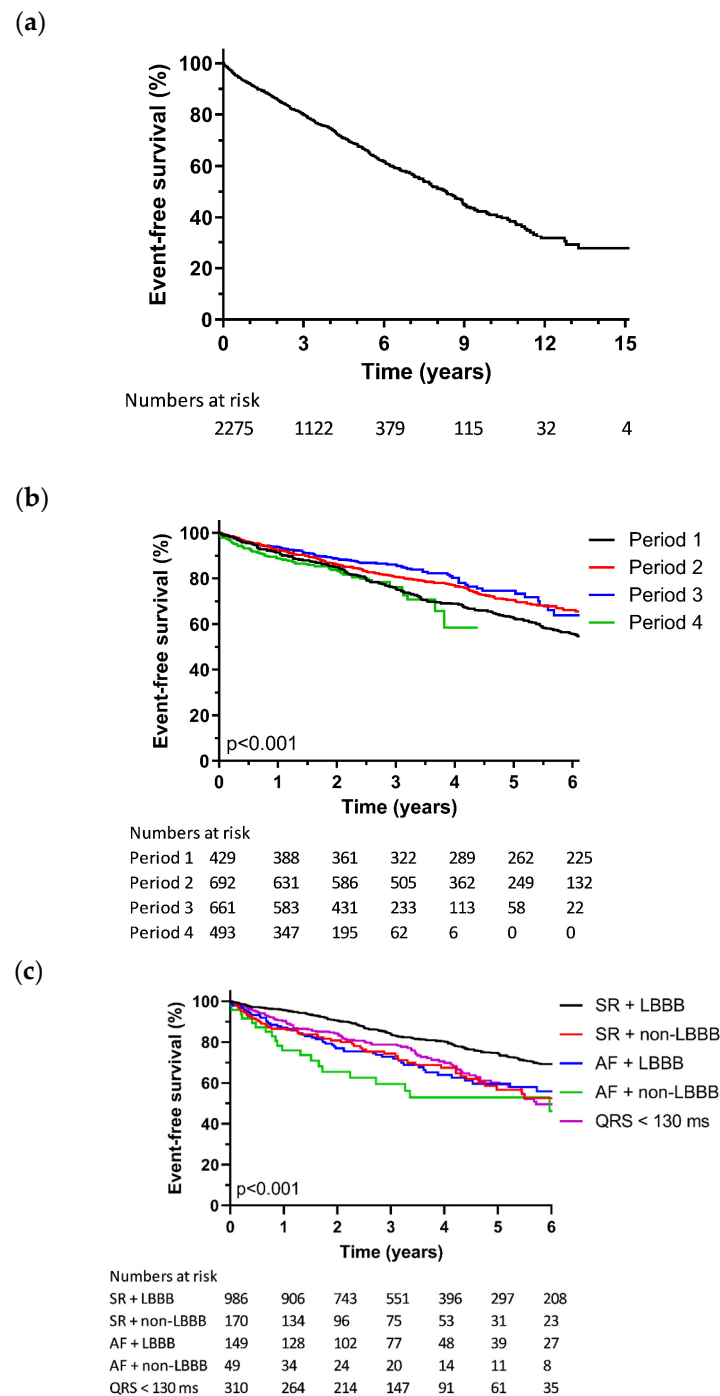 (a)
Event-free survival (%)
100
80
60
40
20
0
0 3 6 9 12 15
Time (years)
Numbers at risk
2275 1122 379 115 32 4
(b)
Event-free survival (%)
100
80
60
40
20
0
p<0.001
Period 1
Period 2
Period 3
Period 4
0 1 2 3 4 5 6
Time (years)
Numbers at risk
Period 1 429 388 361 322 289 262 225
Period 2 692 631 586 505 362 249 132
Period 3 661 583 431 233 113 58 22
Period 4 493 347 195 62 6 0 0
(c)
Event-free survival (%)
100
80
60
40
20
0
p<0.001
SR + LBBB
SR + non-LBBB
AF + LBBB
AF + non-LBBB
QRS < 130 ms
0 1 2 3 4 5 6
Time (years)
Numbers at risk
SR + LBBB 986 906 743 551 396 297 208
SR + non-LBBB 170 134 96 75 53 31 23
AF + LBBB 149 128 102 77 48 39 27
AF + non-LBBB 49 34 24 20 14 11 8
QRS < 130 ms 310 264 214 147 91 61 35